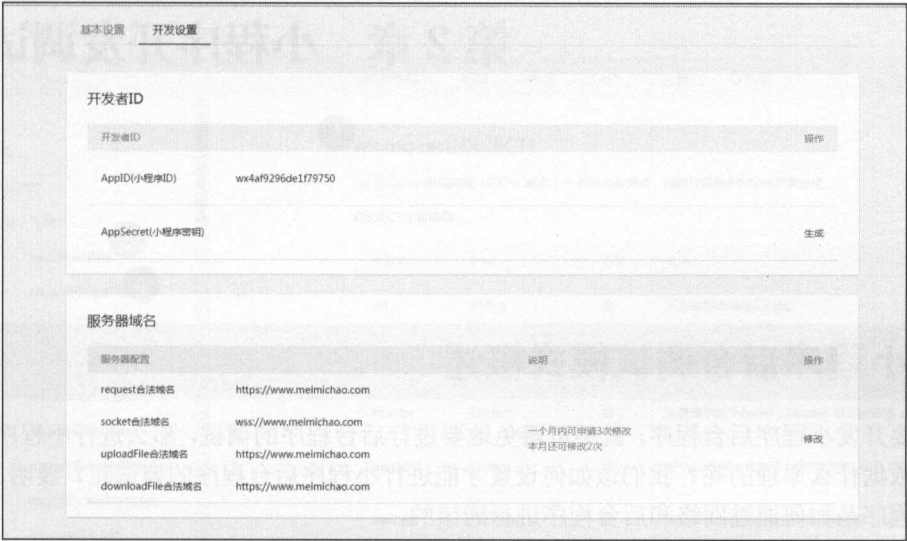 基本设置 开发设置
开发者ID
开发者ID 操作
AppID(小程序ID) wx4af9296de1f79750
AppSecret(小程序密钥) 生成
服务器域名
服务器配置 说明 操作
request合法域名 https://www.meimichao.com
socket合法域名 wss://www.meimichao.com
一个月内可申请3次修改
本月还可修改2次
修改
uploadFile合法域名 https://www.meimichao.com
downloadFile合法域名 https://www.meimichao.com